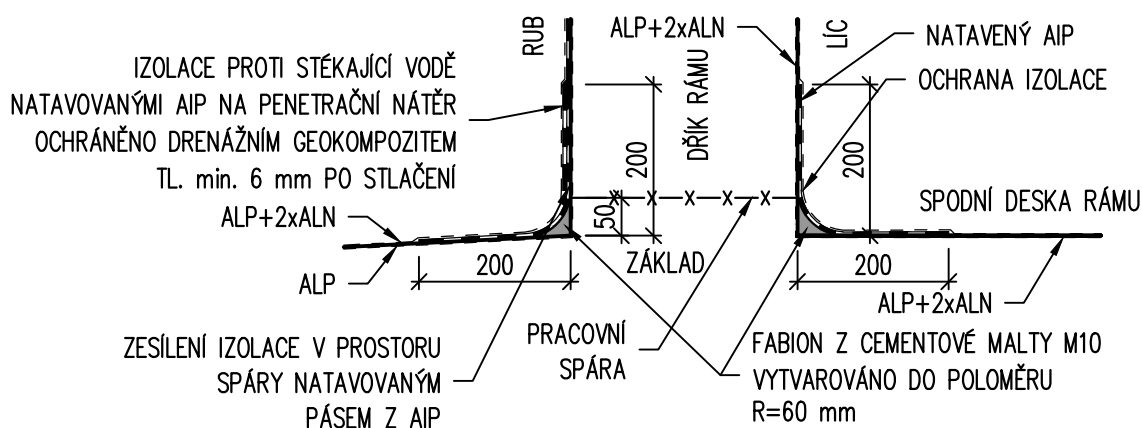 RUB
IZOLACE PROTI STÉKAJÍCÍ VODĚ
NATAVOVANÝMI AIP NA PENETRAČNÍ NÁTĚR
OCHRÁNĚNO DRENÁŽNÍM GEOKOMPOZITEM
TL. min. 6 mm PO STLAČENÍ
ALP+2xALN
ALP
200
ZESÍLENÍ IZOLACE V PROSTORU
SPÁRY NATAVOVANÝM
PÁSEM Z AIP
ALP+2xALN
DŘÍK RÁMU
200
50
X X X X X
ZÁKLAD
PRACOVNÍ
SPÁRA
LÍC
NATAVENÝ AIP
OCHRANA IZOLACE
200
SPODNÍ DESKA RÁMU
200
ALP+2xALN
FABION Z CEMENTOVÉ MALTY M10
VYTVAROVÁNO DO POLOMĚRU
R=60 mm